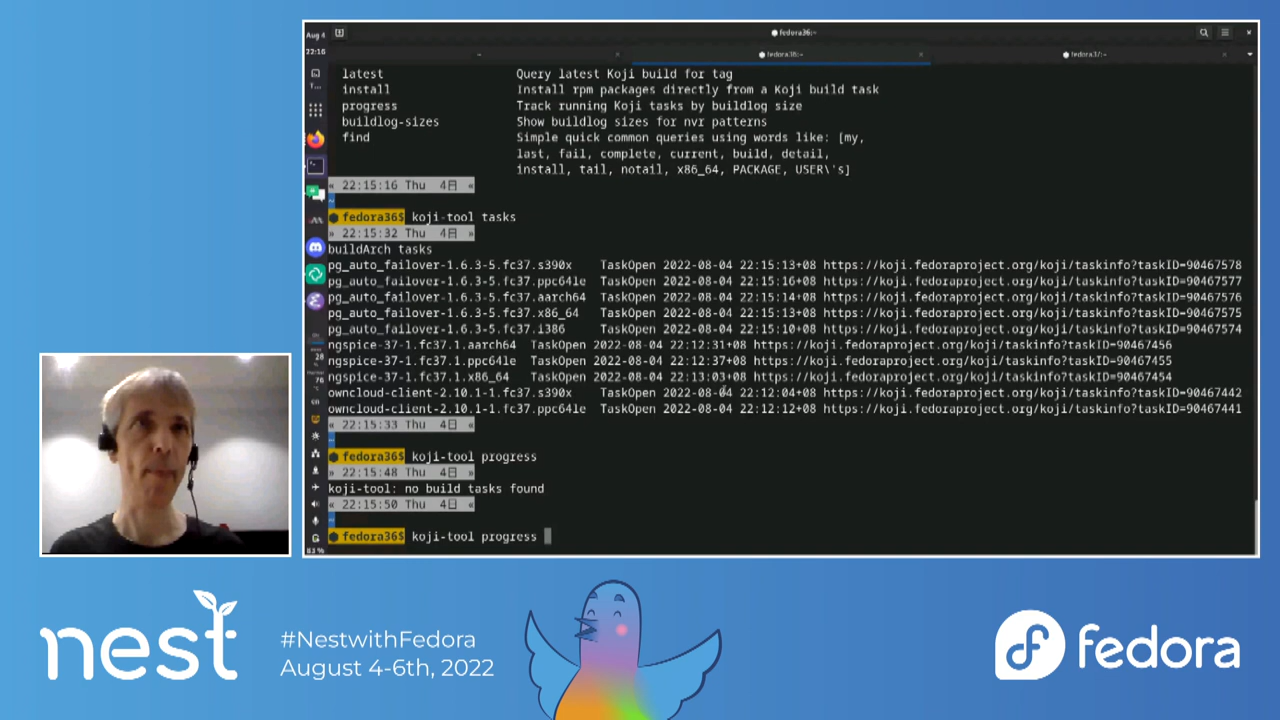 Aug 4
22:16
fedora36:~
~
fedora36:~
fedora37:~
latest Query latest Koji build for tag
install Install rpm packages directly from a Koji build task
progress Track running Koji tasks by buildlog size
buildlog-sizes Show buildlog sizes for nvr patterns
find Simple quick common queries using words like: [my,
last, fail, complete, current, build, detail,
install, tail, notail, x86_64, PACKAGE, USER\'s]
« 22:15:16 Thu 4日 »
~
fedora36$ koji-tool tasks
« 22:15:32 Thu 4日 »
buildArch tasks
pg_auto_failover-1.6.3-5.fc37.s390x TaskOpen 2022-08-04 22:15:13+08 https://koji.fedoraproject.org/koji/taskinfo?taskID=90467578
pg_auto_failover-1.6.3-5.fc37.ppc64le TaskOpen 2022-08-04 22:15:16+08 https://koji.fedoraproject.org/koji/taskinfo?taskID=90467577
pg_auto_failover-1.6.3-5.fc37.aarch64 TaskOpen 2022-08-04 22:15:14+08 https://koji.fedoraproject.org/koji/taskinfo?taskID=90467576
pg_auto_failover-1.6.3-5.fc37.x86_64 TaskOpen 2022-08-04 22:15:13+08 https://koji.fedoraproject.org/koji/taskinfo?taskID=90467575
pg_auto_failover-1.6.3-5.fc37.i386 TaskOpen 2022-08-04 22:15:10+08 https://koji.fedoraproject.org/koji/taskinfo?taskID=90467574
ngspice-37-1.fc37.1.aarch64 TaskOpen 2022-08-04 22:12:31+08 https://koji.fedoraproject.org/koji/taskinfo?taskID=90467456
ngspice-37-1.fc37.1.ppc64le TaskOpen 2022-08-04 22:12:37+08 https://koji.fedoraproject.org/koji/taskinfo?taskID=90467455
ngspice-37-1.fc37.1.x86_64 TaskOpen 2022-08-04 22:13:03+08 https://koji.fedoraproject.org/koji/taskinfo?taskID=90467454
owncloud-client-2.10.1-1.fc37.s390x TaskOpen 2022-08-04 22:12:04+08 https://koji.fedoraproject.org/koji/taskinfo?taskID=90467442
owncloud-client-2.10.1-1.fc37.ppc64le TaskOpen 2022-08-04 22:12:12+08 https://koji.fedoraproject.org/koji/taskinfo?taskID=90467441
« 22:15:33 Thu 4日 »
~
fedora36$ koji-tool progress
« 22:15:48 Thu 4日 »
koji-tool: no build tasks found
« 22:15:50 Thu 4日 »
~
fedora36$ koji-tool progress
28
76
en
83 %
nest
#NestwithFedora
August 4-6th, 2022
fedora